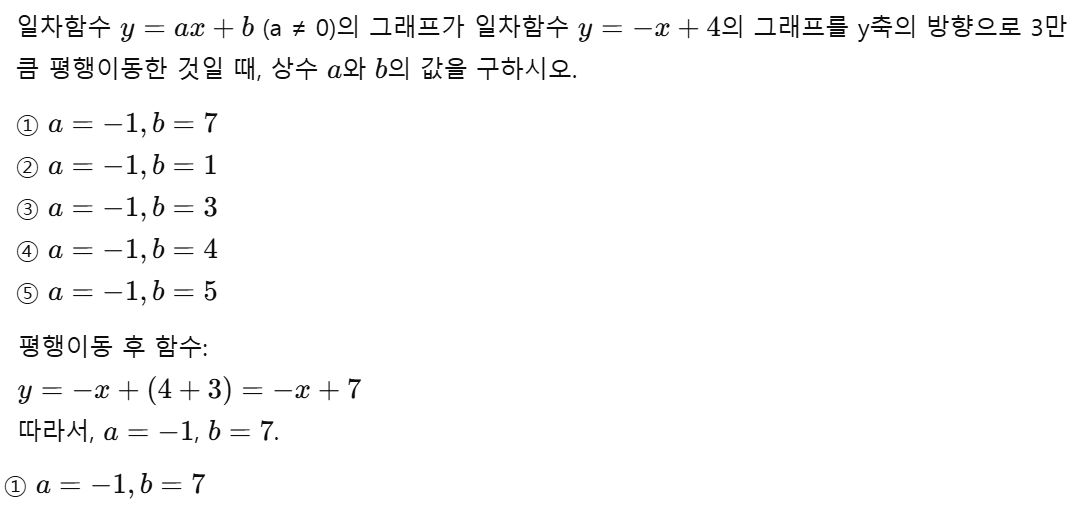 일차함수 y = ax + b (a ≠ 0)의 그래프가 일차함수 y = −x + 4의 그래프를 y축의 방향으로 3만
큼 평행이동한 것일 때, 상수 a와 b의 값을 구하시오.
① a = −1, b = 7
② a = −1, b = 1
③ a = −1, b = 3
④ a = −1, b = 4
⑤ a = −1, b = 5
평행이동 후 함수:
y = −x + (4 + 3) = −x + 7
따라서, a = −1, b = 7.
① a = −1, b = 7